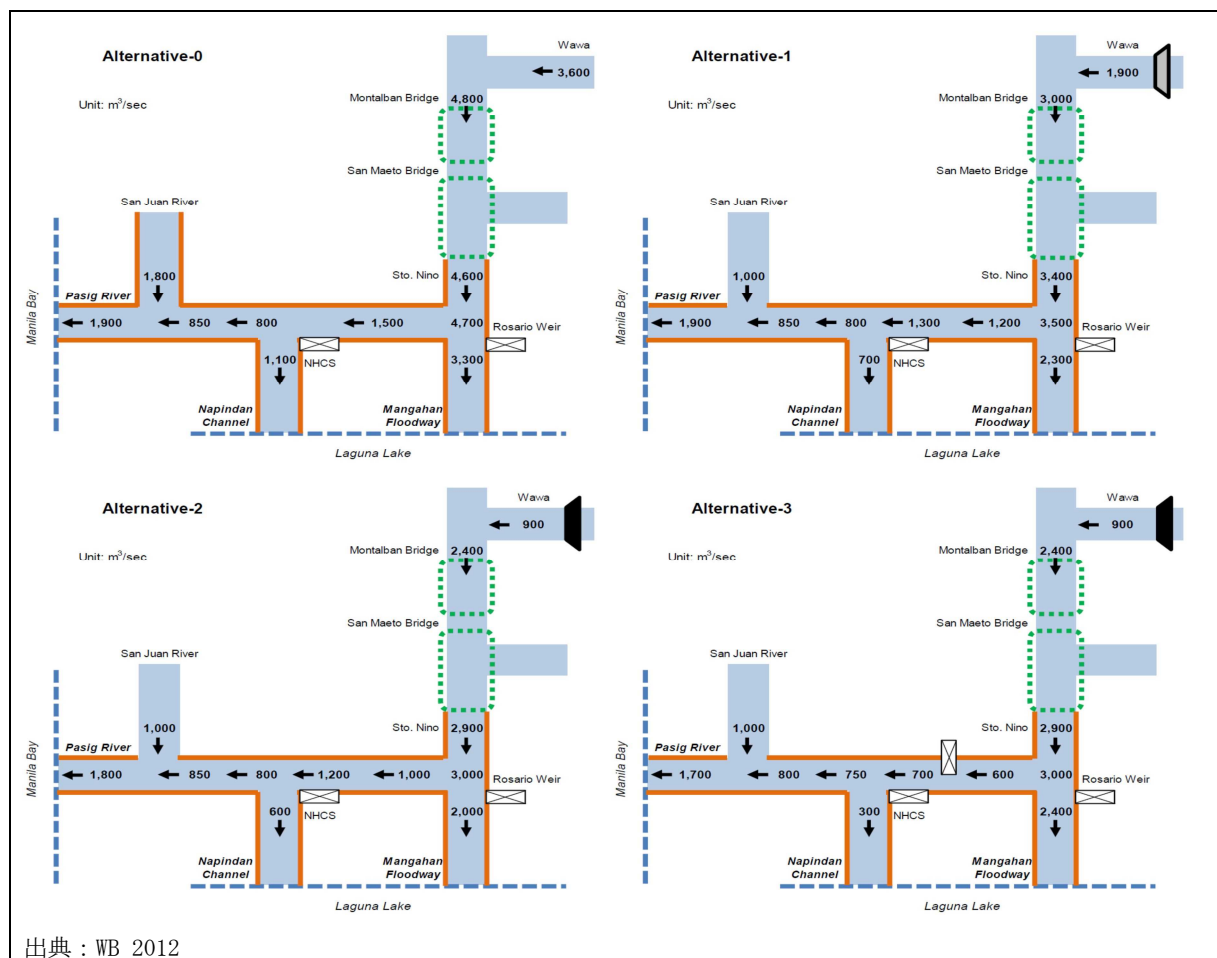 Alternative-0
Wawa
3,600
Unit: m³/sec
Montalban Bridge
4,800
San Maeto Bridge
San Juan River
1,800
Sto. Nino
4,600
Pasig River
Manila Bay
1,900
850
800
1,500
4,700
Rosario Weir
1,100
NHCS
3,300
Napindan
Channel
Mangahan
Floodway
Laguna Lake
Alternative-1
Wawa
1,900
Unit: m³/sec
Montalban Bridge
3,000
San Maeto Bridge
San Juan River
1,000
Sto. Nino
3,400
Pasig River
Manila Bay
1,900
850
800
1,300
1,200
3,500
Rosario Weir
700
NHCS
2,300
Napindan
Channel
Mangahan
Floodway
Laguna Lake
Alternative-2
Wawa
900
Unit: m³/sec
Montalban Bridge
2,400
San Maeto Bridge
San Juan River
1,000
Sto. Nino
2,900
Pasig River
Manila Bay
1,800
850
800
1,200
1,000
3,000
Rosario Weir
600
NHCS
2,000
Napindan
Channel
Mangahan
Floodway
Laguna Lake
Alternative-3
Wawa
900
Unit: m³/sec
Montalban Bridge
2,400
San Maeto Bridge
San Juan River
1,000
Sto. Nino
2,900
Pasig River
Manila Bay
1,700
800
750
700
600
3,000
Rosario Weir
300
NHCS
2,400
Napindan
Channel
Mangahan
Floodway
Laguna Lake
出典：WB 2012